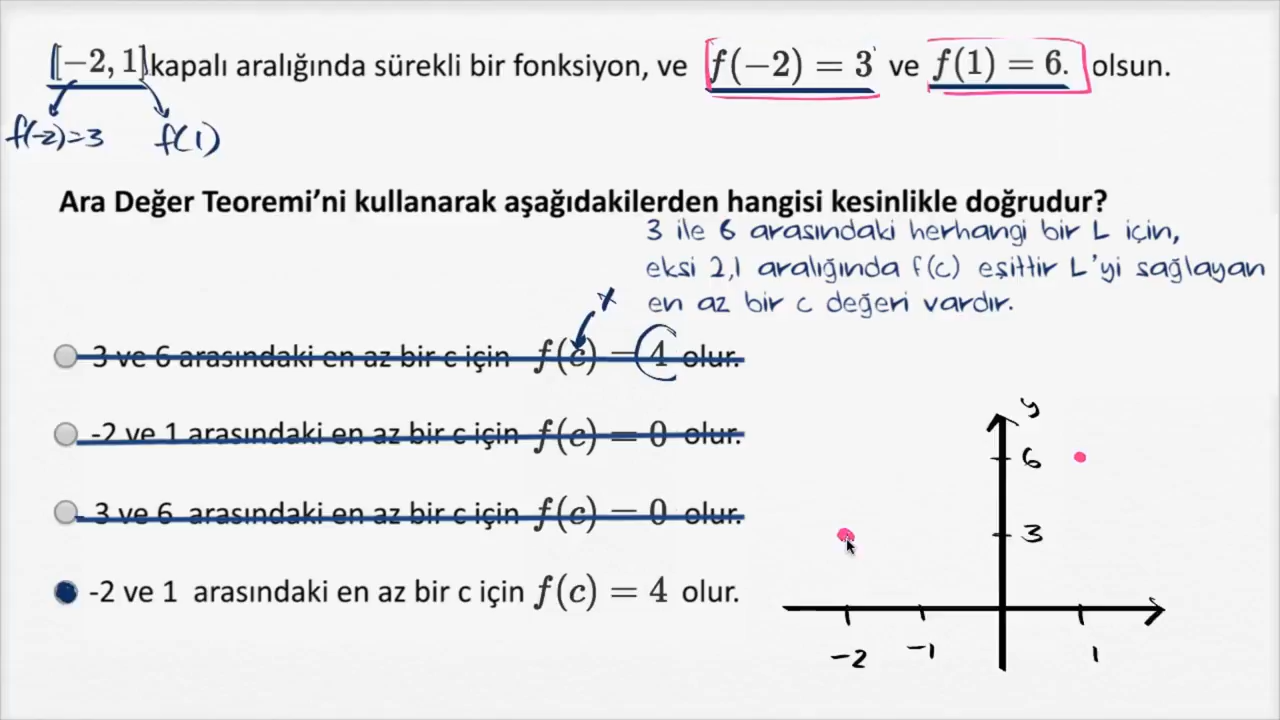 [-2, 1] kapalı aralığında sürekli bir fonksiyon, ve f(-2) = 3 ve f(1) = 6. olsun.
f(-2)=3 f(1)
Ara Değer Teoremi'ni kullanarak aşağıdakilerden hangisi kesinlikle doğrudur?
3 ile 6 arasındaki herhangi bir L için,
eksi 2,1 aralığında f(c) eşittir L'yi sağlayan
en az bir c değeri vardır.
x
3 ve 6 arasındaki en az bir c için f(c) = 4 olur.
-2 ve 1 arasındaki en az bir c için f(c) = 0 olur.
3 ve 6 arasındaki en az bir c için f(c) = 0 olur.
-2 ve 1 arasındaki en az bir c için f(c) = 4 olur.
y
6
3
-2 -1 1